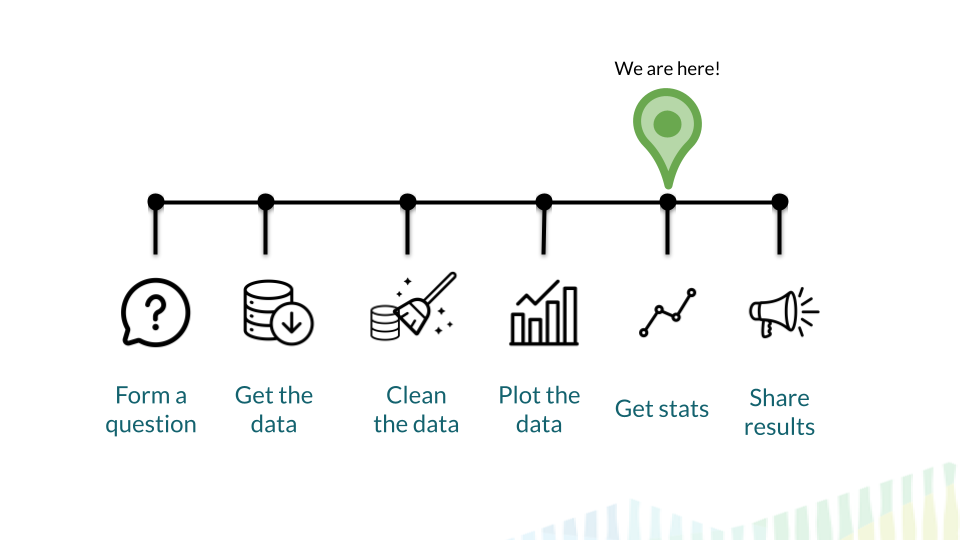 We are here!
?
Form a
question
Get the
data
Clean
the data
Plot the
data
Get stats
Share
results